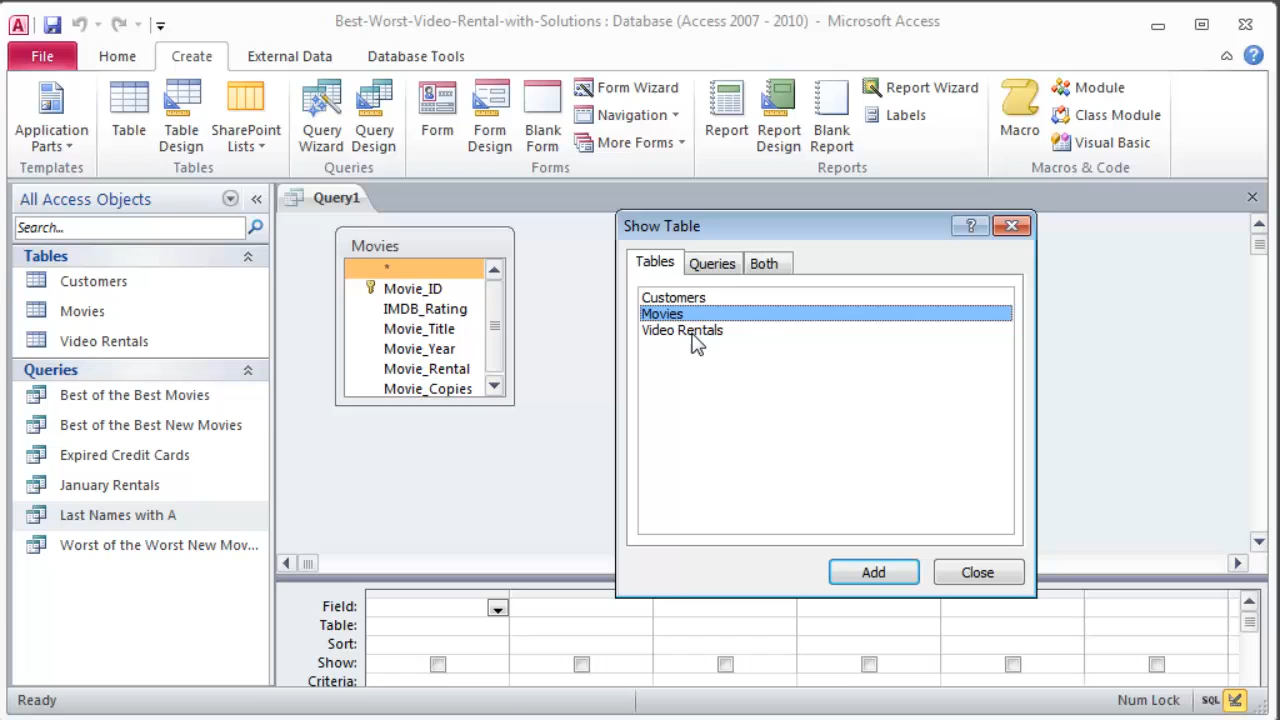 Best-Worst-Video-Rental-with-Solutions : Database (Access 2007 - 2010) - Microsoft Access
File Home Create External Data Database Tools
Application Parts
Table
Table Design
SharePoint Lists
Query Wizard
Query Design
Form
Form Design
Blank Form
Form Wizard
Navigation
More Forms
Report
Report Design
Blank Report
Report Wizard
Labels
Macro
Module
Class Module
Visual Basic
Templates Tables Queries Forms Reports Macros & Code
All Access Objects
Search...
Tables
Customers
Movies
Video Rentals
Queries
Best of the Best Movies
Best of the Best New Movies
Expired Credit Cards
January Rentals
Last Names with A
Worst of the Worst New Mov...
Query1
Movies
*
Movie_ID
IMDB_Rating
Movie_Title
Movie_Year
Movie_Rental
Movie_Copies
Show Table
?
Tables Queries Both
Customers
Movies
Video Rentals
Add Close
Field:
Table:
Sort:
Show:
Criteria:
Ready Num Lock SQL